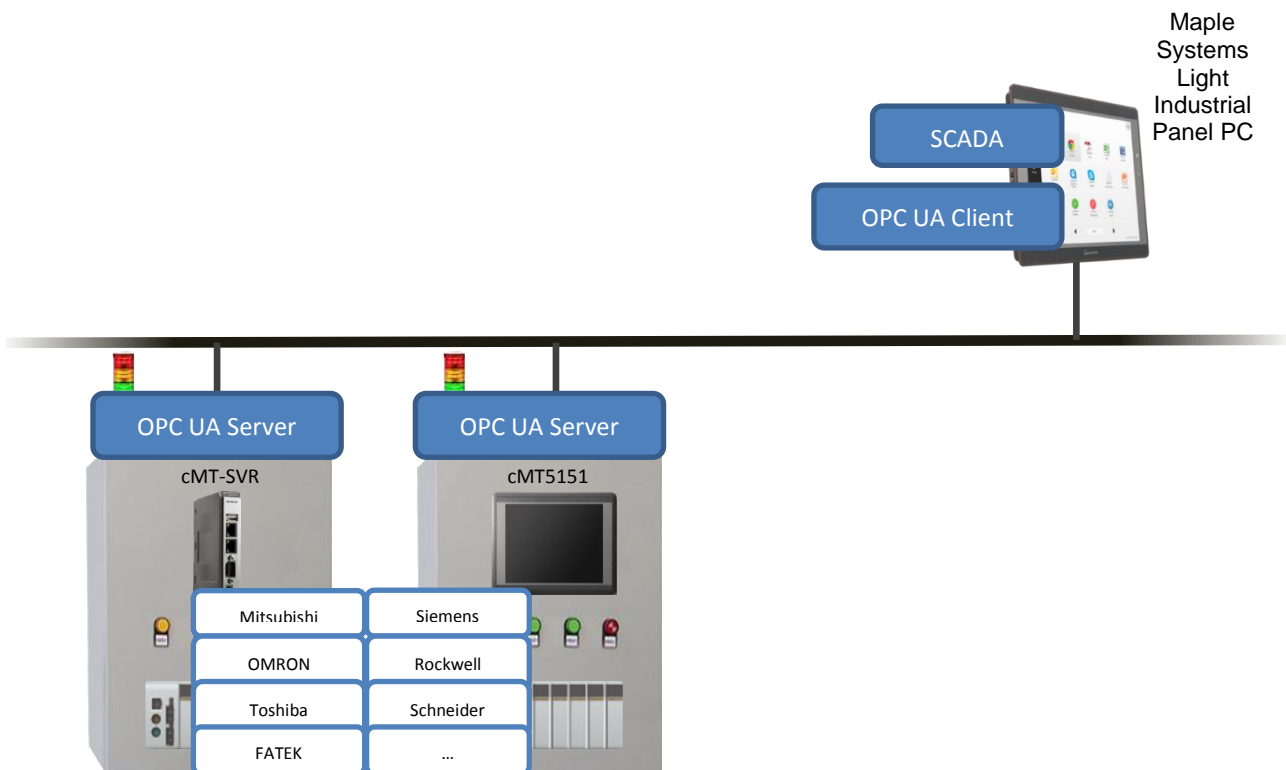 Maple
Systems
Light
Industrial
Panel PC
SCADA
OPC UA Client
OPC UA Server
OPC UA Server
cMT-SVR
cMT5151
Mitsubishi
Siemens
OMRON
Rockwell
Toshiba
Schneider
FATEK
…